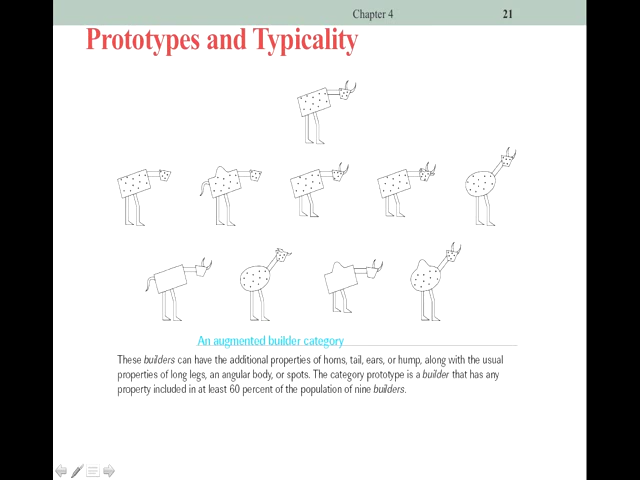 Chapter 4
21
Prototypes and Typicality
An augmented builder category
These builders can have the additional properties of horns, tail, ears, or hump, along with the usual
properties of long legs, an angular body, or spots. The category prototype is a builder that has any
property included in at least 60 percent of the population of nine builders.